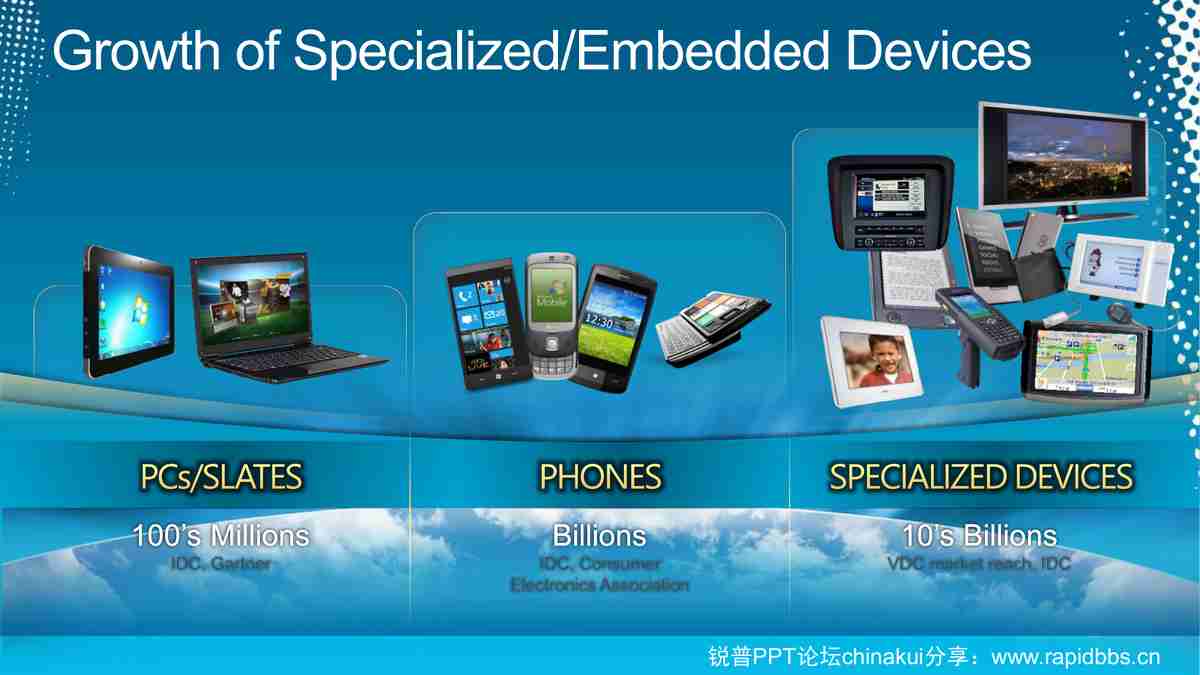 Growth of Specialized/Embedded Devices
12:30
PCs/SLATES
PHONES
SPECIALIZED DEVICES
100's Millions
Billions
10's Billions
IDC, Gartner
IDC, Consumer
Electronics Association
VDC market reach, IDC
锐普PPT论坛chinakui分享：www.rapidbbs.cn